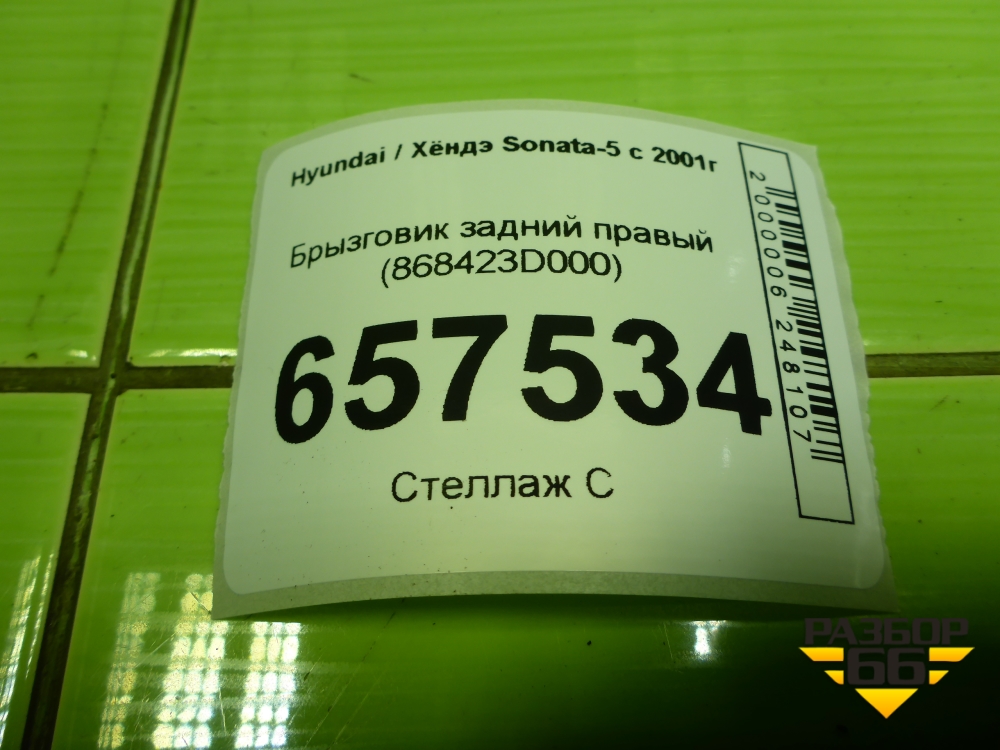 Hyundai / Хёндэ Sonata-5 с 2001г
Брызговик задний правый
(868423D000)
657534
Стеллаж С
2000006248107
РАЗБОР
66